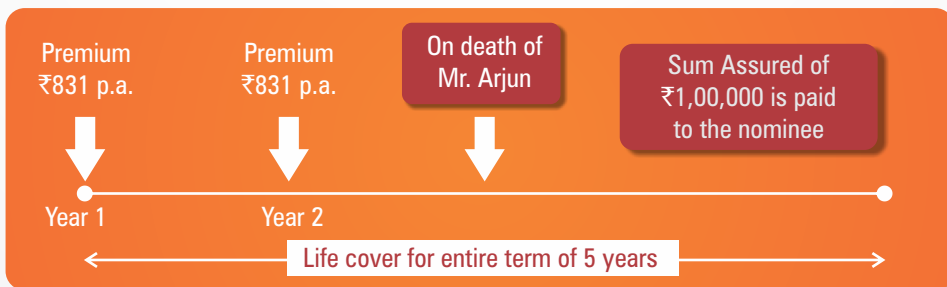 Premium
₹831 p.a.
Premium
₹831 p.a.
On death of
Mr. Arjun
Sum Assured of
₹1,00,000 is paid
to the nominee
Year 1
Year 2
Life cover for entire term of 5 years